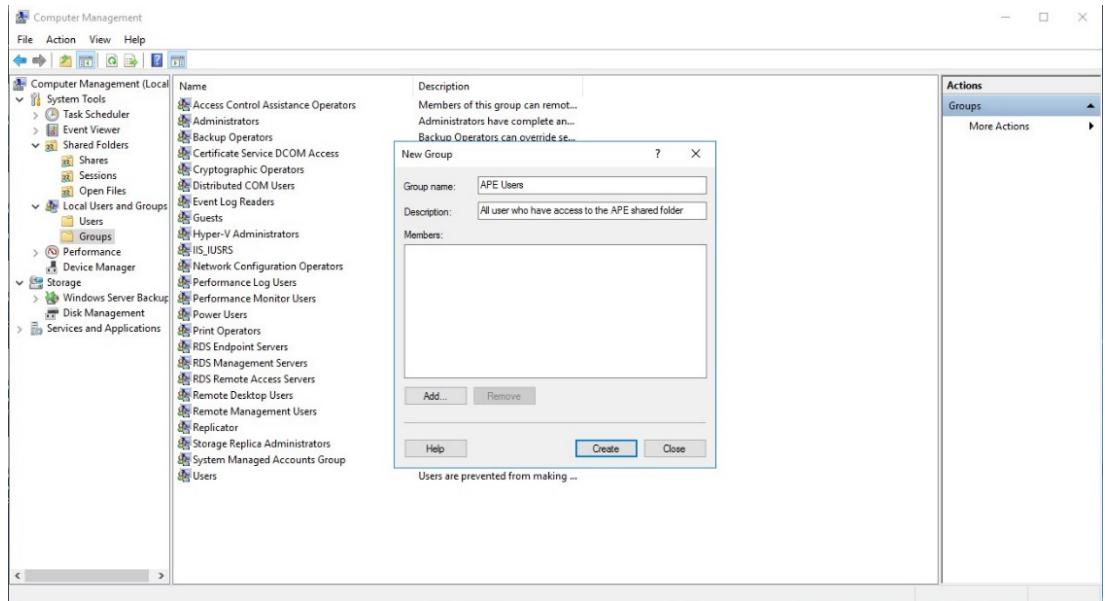 Computer Management
File Action View Help
Computer Management (Local
System Tools
Task Scheduler
Event Viewer
Shared Folders
Shares
Sessions
Open Files
Local Users and Groups
Users
Groups
Performance
Device Manager
Storage
Windows Server Backup
Disk Management
Services and Applications
Name Description
Access Control Assistance Operators Members of this group can remot...
Administrators Administrators have complete an...
Backup Operators Backup Operators can override se...
Certificate Service DCOM Access
Cryptographic Operators
Distributed COM Users
Event Log Readers
Guests
Hyper-V Administrators
IIS_IUSRS
Network Configuration Operators
Performance Log Users
Performance Monitor Users
Power Users
Print Operators
RDS Endpoint Servers
RDS Management Servers
RDS Remote Access Servers
Remote Desktop Users
Remote Management Users
Replicator
Storage Replica Administrators
System Managed Accounts Group
Users Users are prevented from making ...
New Group ? ×
Group name: APE Users
Description: All user who have access to the APE shared folder
Members:
Add... Remove
Help Create Close
Actions
Groups
More Actions